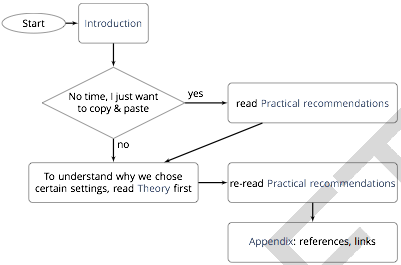 Start
Introduction
No time, I just want
to copy & paste
yes
read Practical recommendations
no
To understand why we chose
certain settings, read Theory first
re-read Practical recommendations
Appendix: references, links